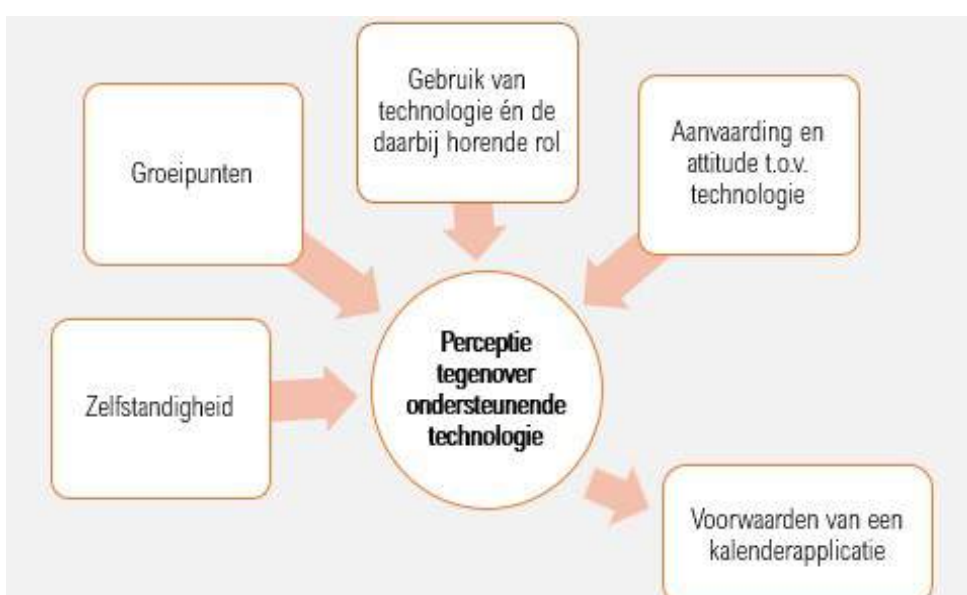 Gebruik van
technologie én de
daarbij horende rol
Groeipunten
Aanvaarding en
attitude t.o.v.
technologie
Zelfstandigheid
Perceptie
tegenover
ondersteunende
technologie
Voorwaarden van een
kalenderapplicatie